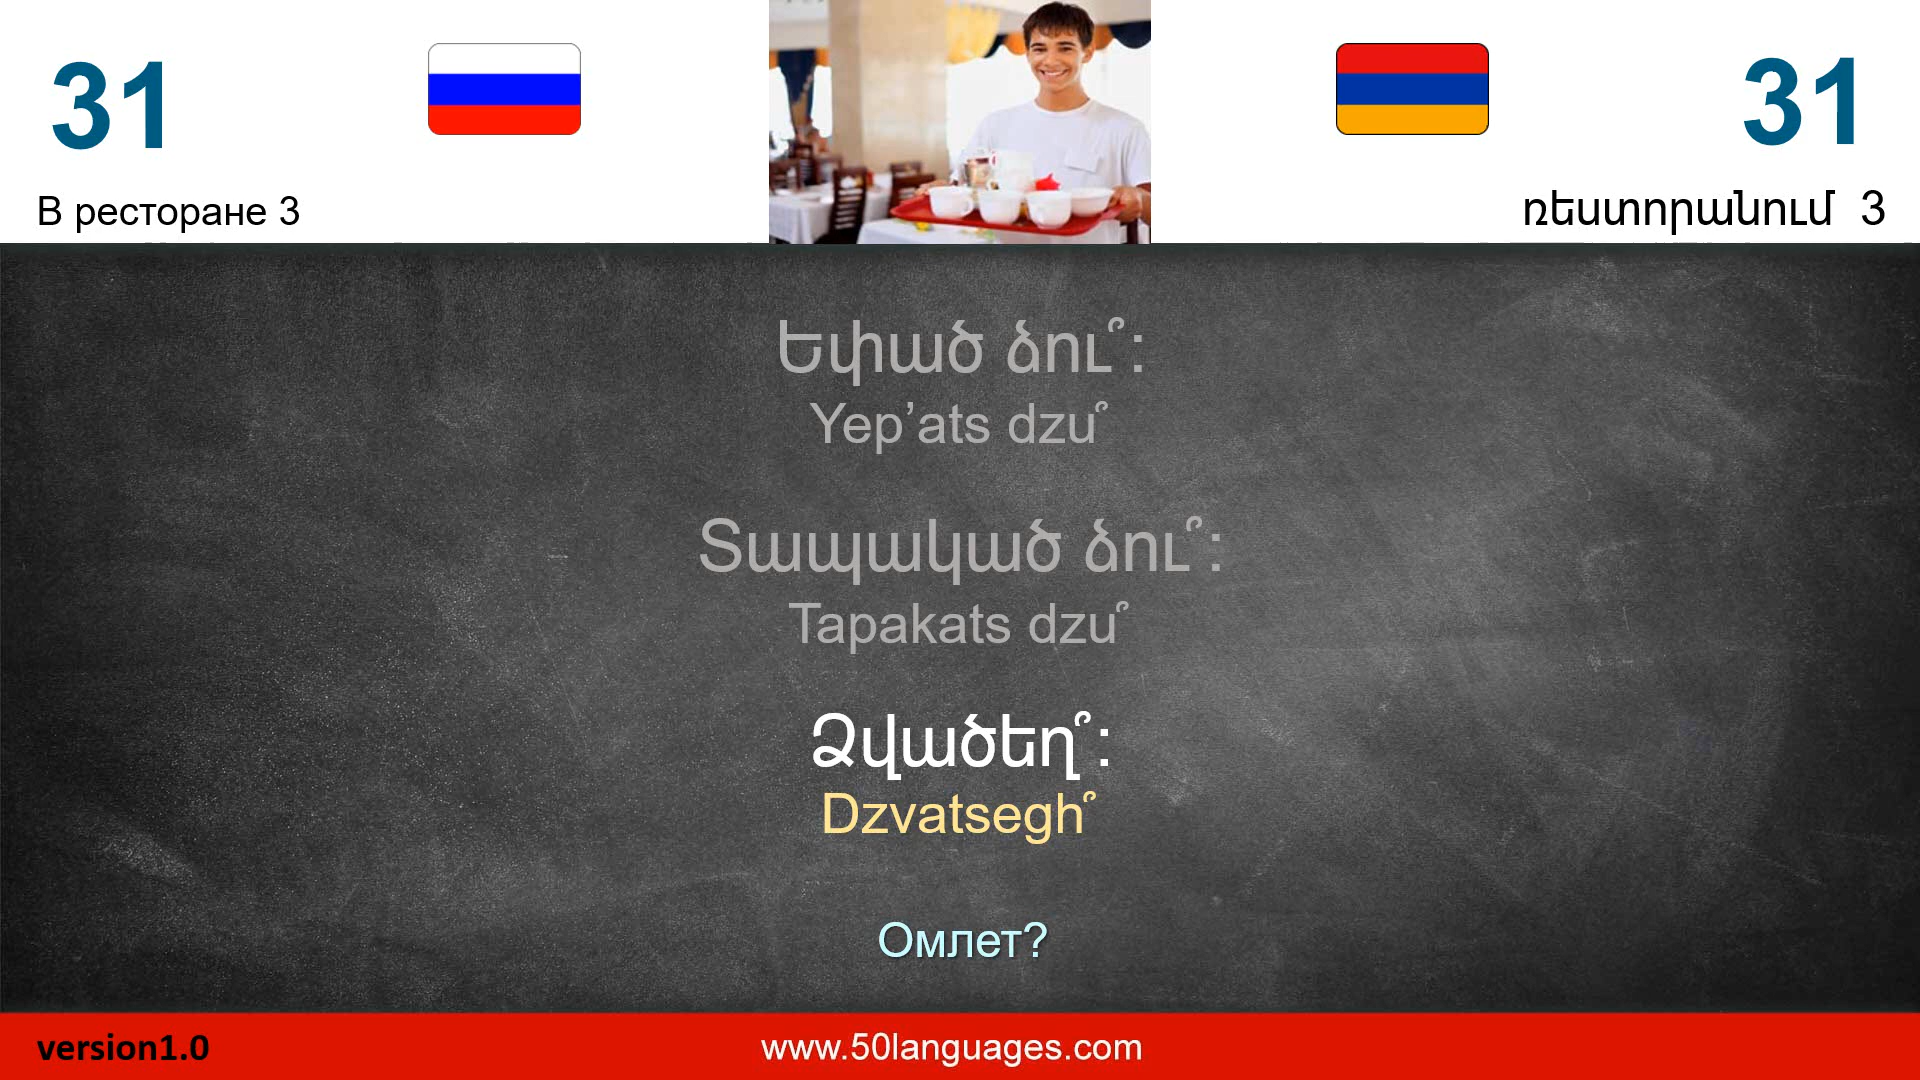 31
31
В ресторане 3
ռեստորանում 3
Եփած ձու՞:
Yep’ats dzu՞
Տապակած ձու՞:
Tapakats dzu՞
Ձվածեղ՞:
Dzvatsegh՞
Омлет?
version1.0
www.50languages.com